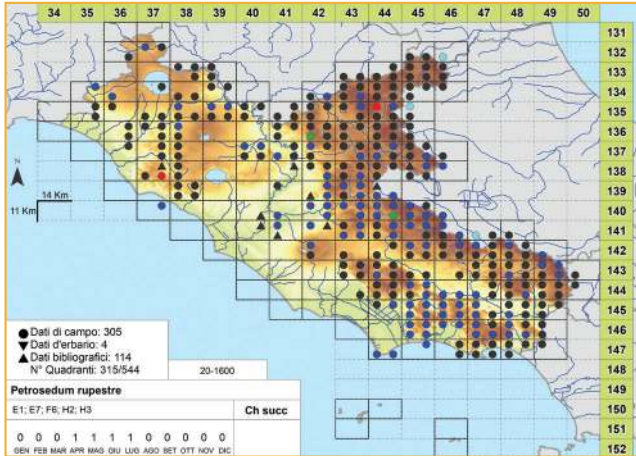 34 35 36 37 38 39 40 41 42 43 44 45 46 47 48 49 50
131
132
133
134
135
136
137
138
139
140
141
142
143
144
145
146
147
148
149
150
151
152
N
14 Km
11 Km
Dati di campo: 305
Dati d'erbario: 4
Dati bibliografici: 114
N° Quadranti: 315/544
20-1600
Petrosedum rupestre
E1; E7; F6; H2; H3
Ch succ
0 0 0 1 1 1 1 0 0 0 0 0
GEN FEB MAR APR MAG GIU LUG AGO SET OTT NOV DIC